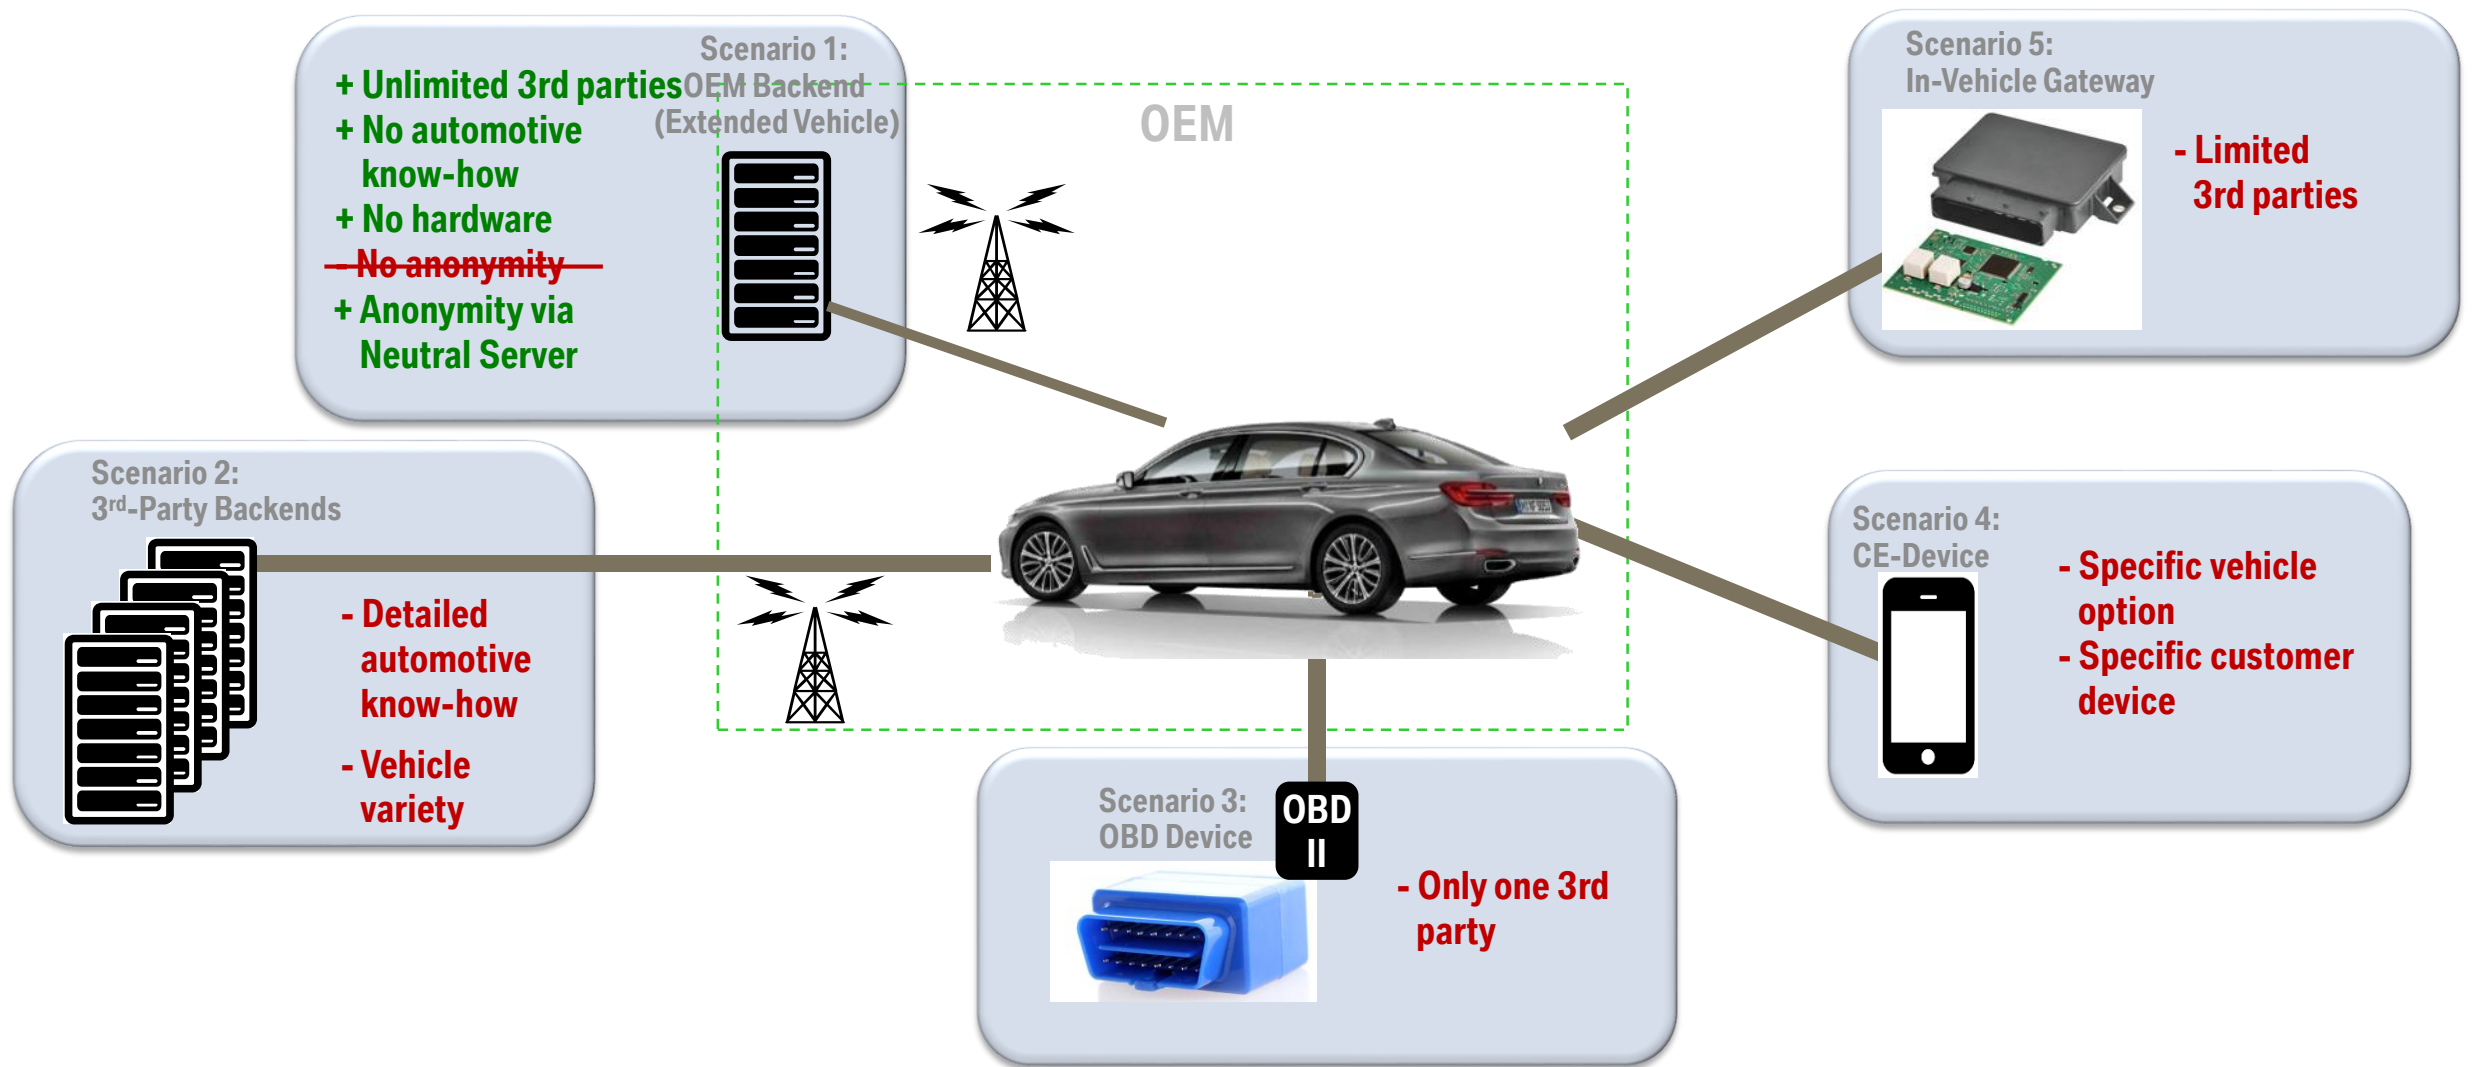 Scenario 1:
OEM Backend
(Extended Vehicle)
+ Unlimited 3rd parties
+ No automotive
know-how
+ No hardware
- No anonymity
+ Anonymity via
Neutral Server
OEM
Scenario 5:
In-Vehicle Gateway
- Limited
3rd parties
Scenario 2:
3rd-Party Backends
- Detailed
automotive
know-how
- Vehicle
variety
Scenario 4:
CE-Device
- Specific vehicle
option
- Specific customer
device
Scenario 3:
OBD Device
OBD
II
- Only one 3rd
party